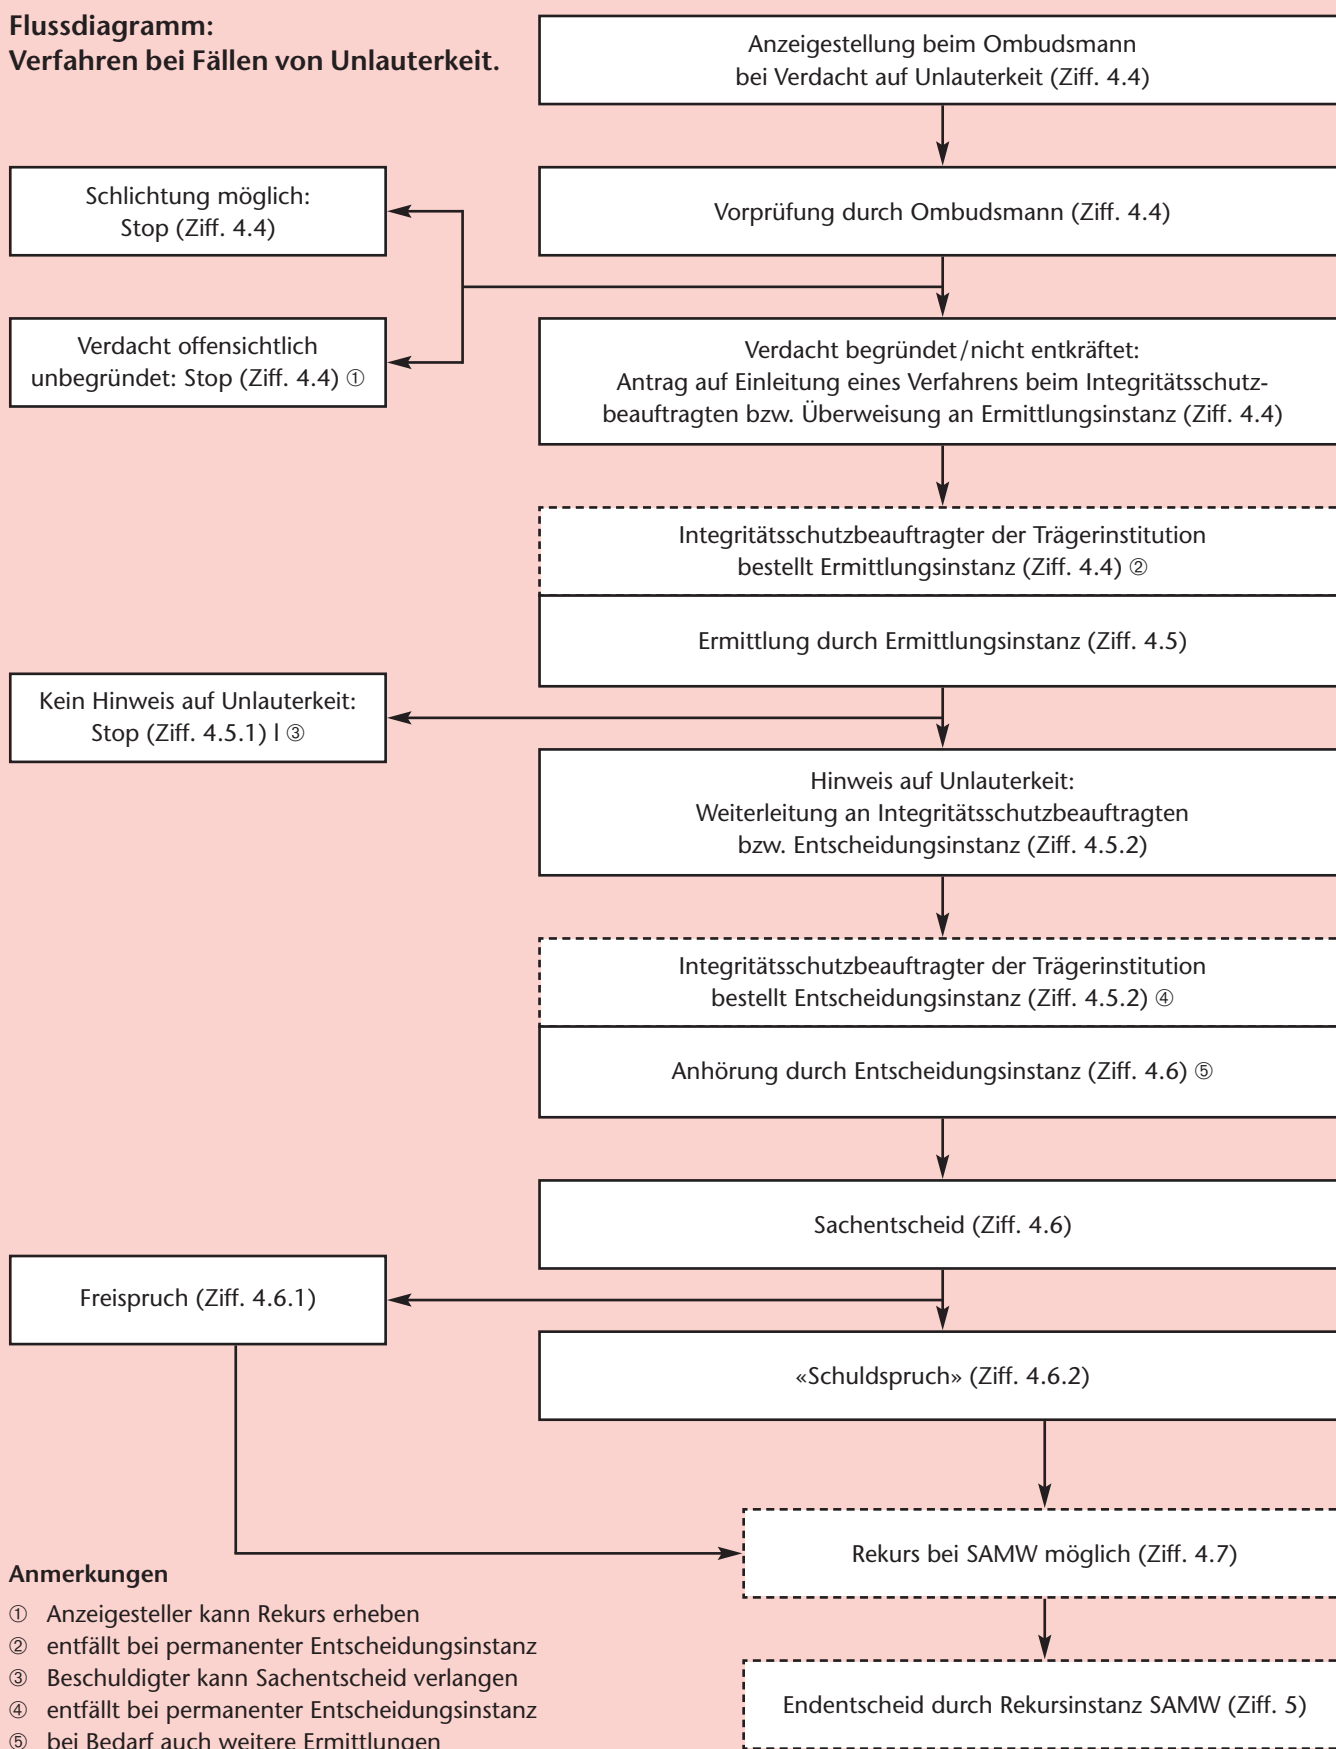 Flussdiagramm:
Verfahren bei Fällen von Unlauterkeit.
Anzeigestellung beim Ombudsmann
bei Verdacht auf Unlauterkeit (Ziff. 4.4)
Schlichtung möglich:
Stop (Ziff. 4.4)
Vorprüfung durch Ombudsmann (Ziff. 4.4)
Verdacht offensichtlich
unbegründet: Stop (Ziff. 4.4) ①
Verdacht begründet/nicht entkräftet:
Antrag auf Einleitung eines Verfahrens beim Integritätsschutz-
beauftragten bzw. Überweisung an Ermittlungsinstanz (Ziff. 4.4)
Integritätsschutzbeauftragter der Trägerinstitution
bestellt Ermittlungsinstanz (Ziff. 4.4) ②
Ermittlung durch Ermittlungsinstanz (Ziff. 4.5)
Kein Hinweis auf Unlauterkeit:
Stop (Ziff. 4.5.1) l ③
Hinweis auf Unlauterkeit:
Weiterleitung an Integritätsschutzbeauftragten
bzw. Entscheidungsinstanz (Ziff. 4.5.2)
Integritätsschutzbeauftragter der Trägerinstitution
bestellt Entscheidungsinstanz (Ziff. 4.5.2) ④
Anhörung durch Entscheidungsinstanz (Ziff. 4.6) ⑤
Sachentscheid (Ziff. 4.6)
Freispruch (Ziff. 4.6.1)
«Schuldspruch» (Ziff. 4.6.2)
Rekurs bei SAMW möglich (Ziff. 4.7)
Endentscheid durch Rekursinstanz SAMW (Ziff. 5)
Anmerkungen
① Anzeigesteller kann Rekurs erheben
② entfällt bei permanenter Entscheidungsinstanz
③ Beschuldigter kann Sachentscheid verlangen
④ entfällt bei permanenter Entscheidungsinstanz
⑤ bei Bedarf auch weitere Ermittlungen